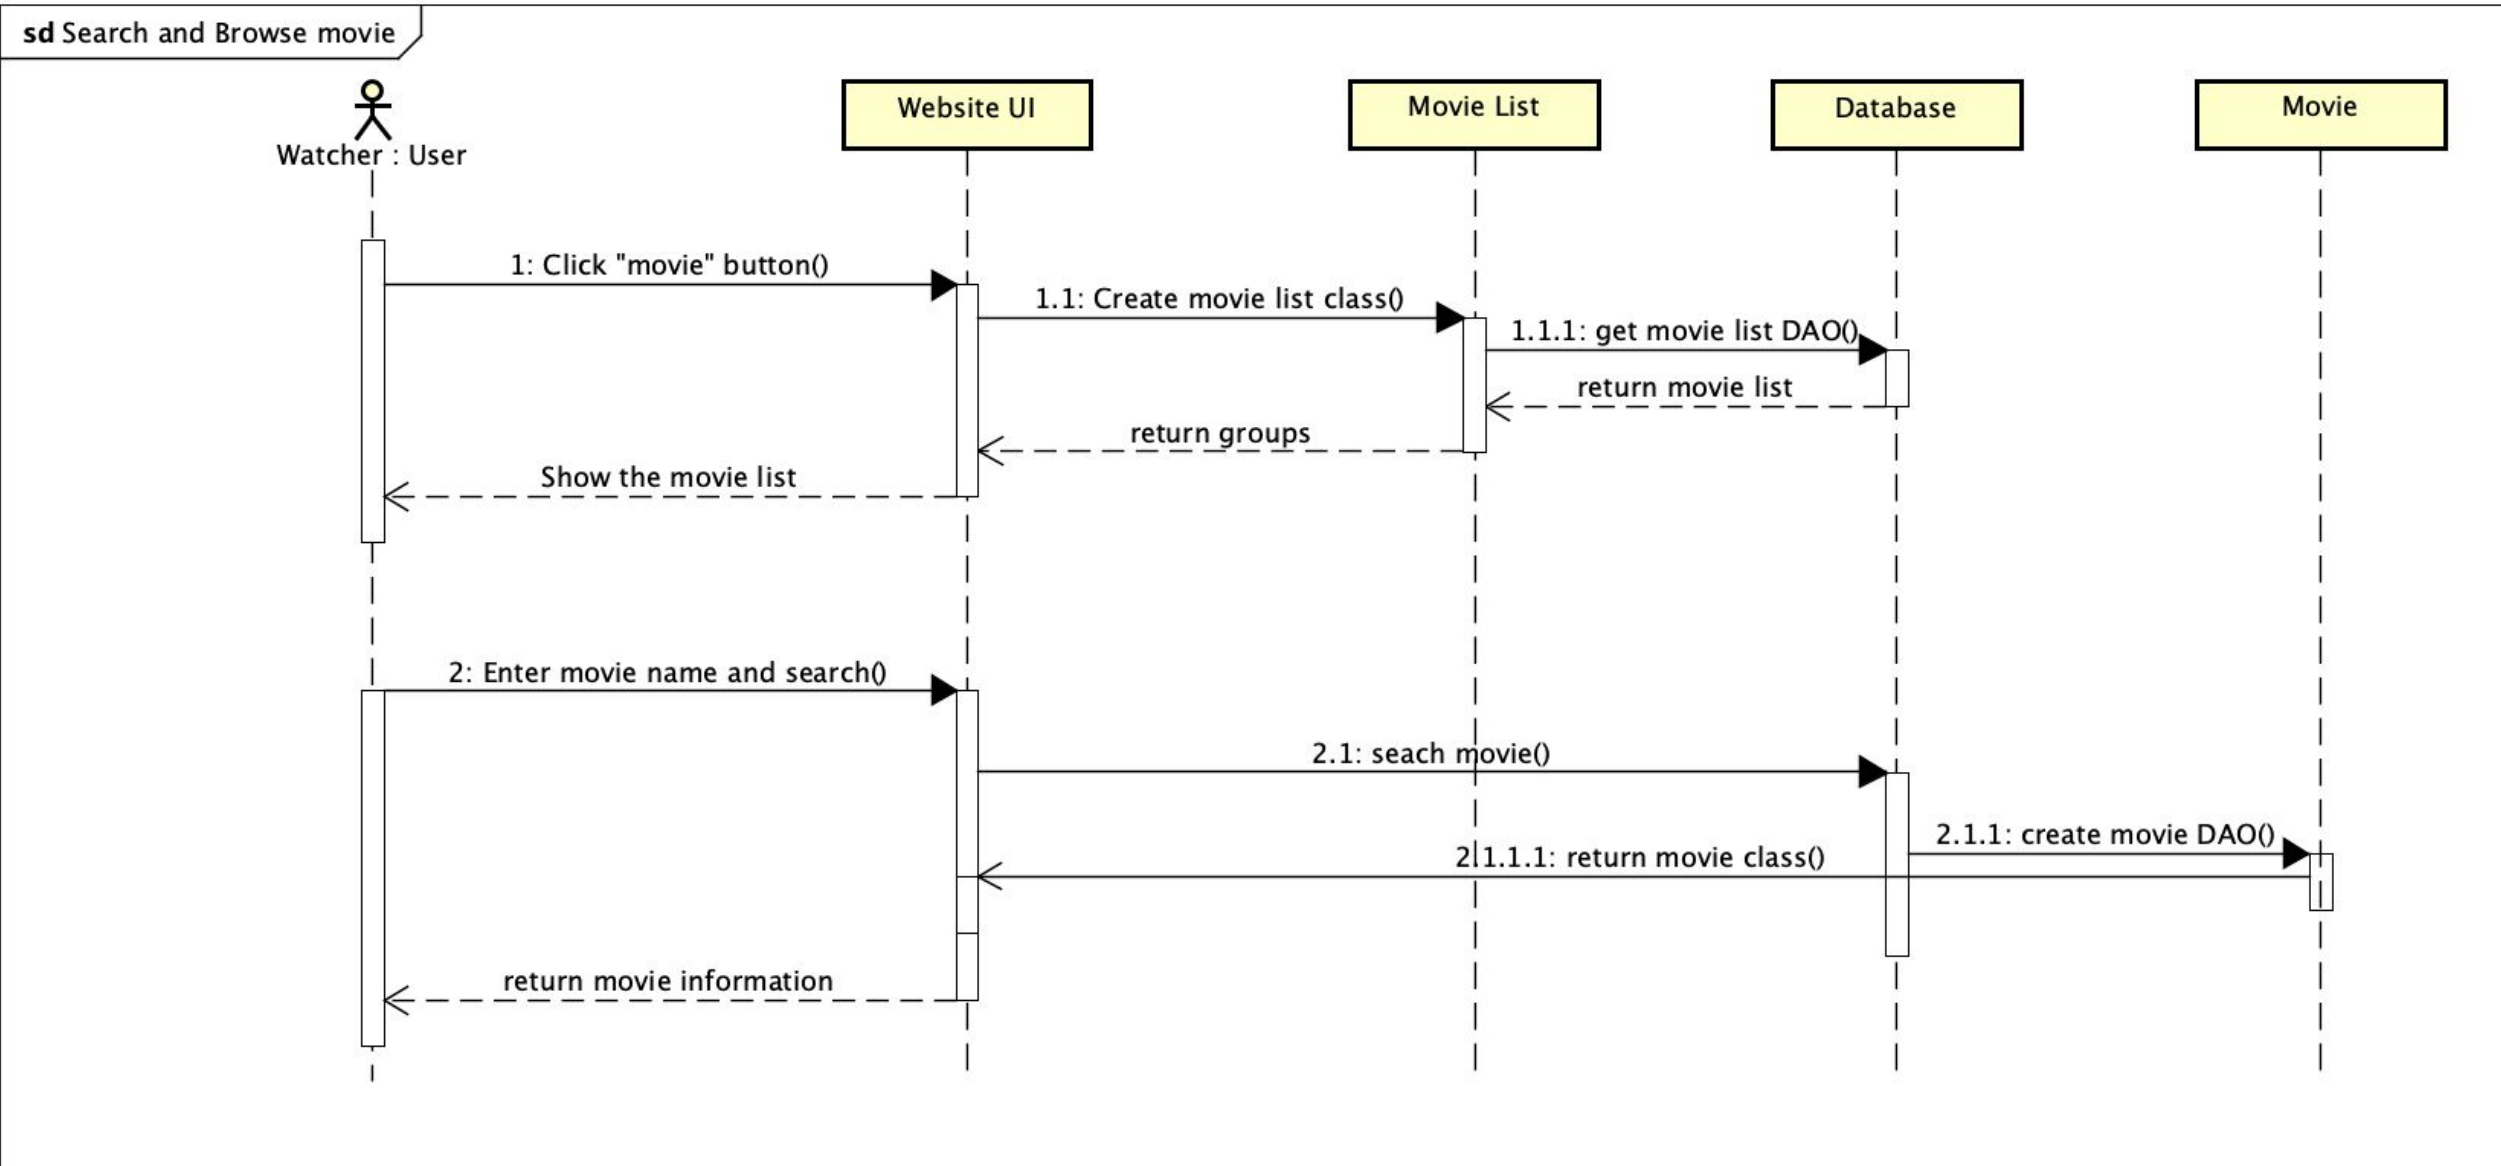 sd Search and Browse movie
Watcher : User
Website UI
Movie List
Database
Movie
1: Click "movie" button()
1.1: Create movie list class()
1.1.1: get movie list DAO()
return movie list
return groups
Show the movie list
2: Enter movie name and search()
2.1: seach movie()
2.1.1: create movie DAO()
2.1.1.1: return movie class()
return movie information